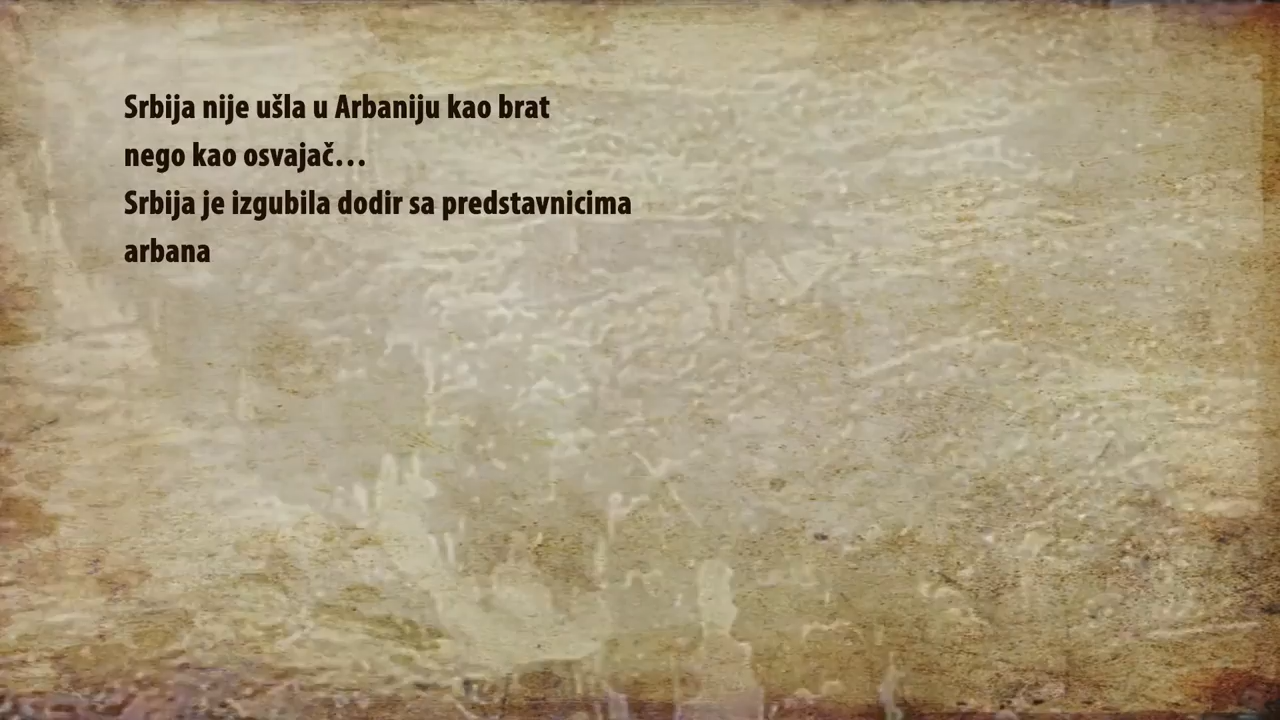 Srbija nije ušla u Arbaniju kao brat
nego kao osvajač…
Srbija je izgubila dodir sa predstavnicima
arbana